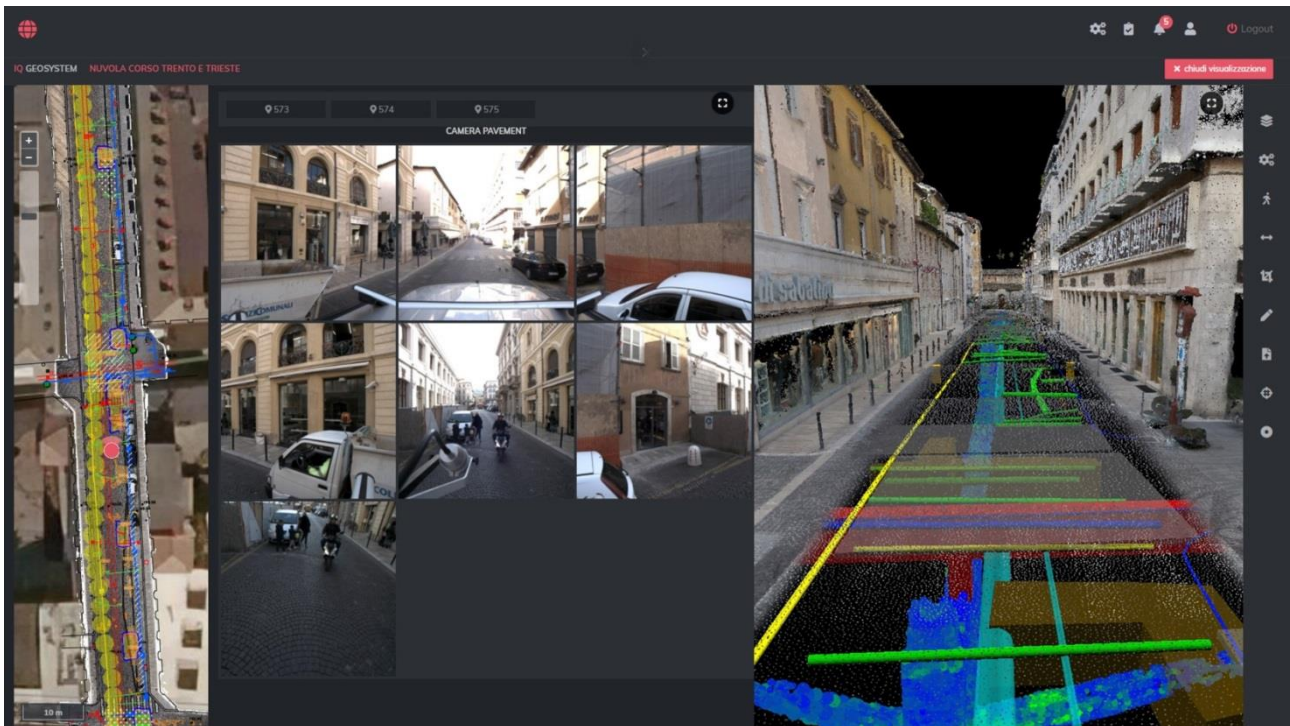 5
Logout
IQ GEOSYSTEM NUVOLA CORSO TRENTO E TRIESTE
× chiudi visualizzazione
573 574 575
CAMERA PAVEMENT
+
−
10 m